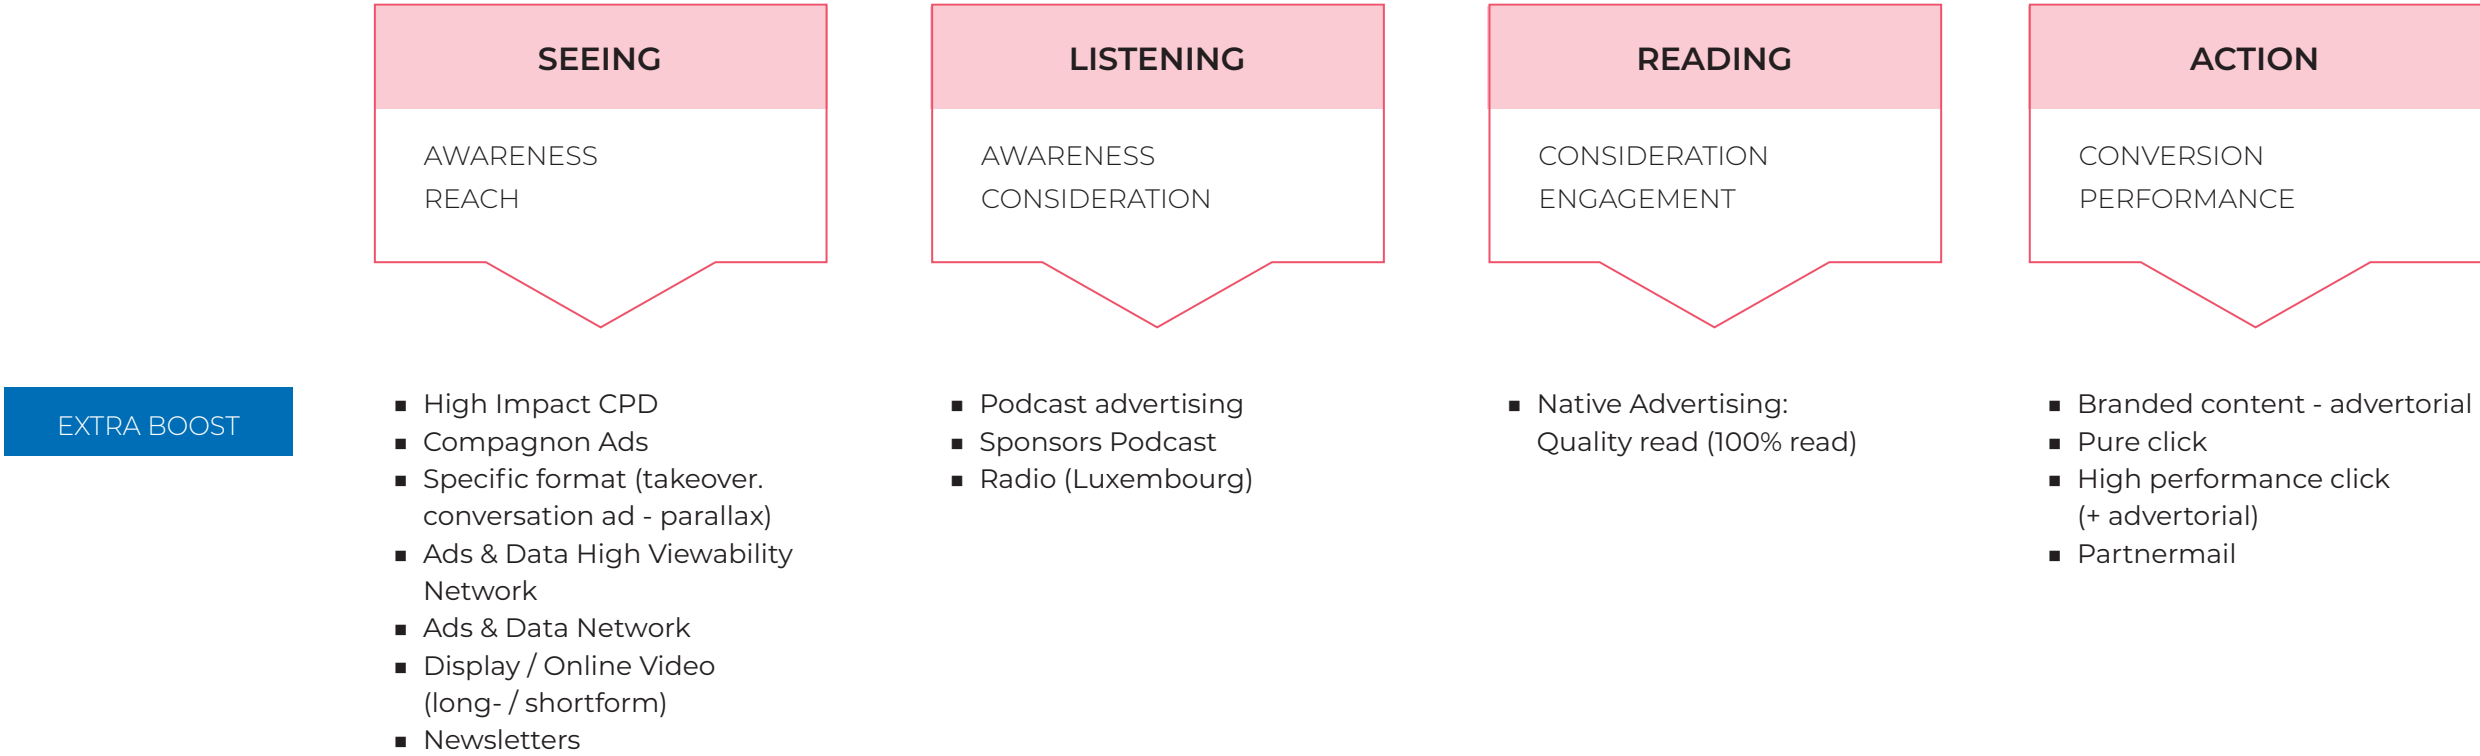 SEEING
AWARENESS
REACH
LISTENING
AWARENESS
CONSIDERATION
READING
CONSIDERATION
ENGAGEMENT
ACTION
CONVERSION
PERFORMANCE
EXTRA BOOST
▪ High Impact CPD
▪ Compagnon Ads
▪ Specific format (takeover.
conversation ad - parallax)
▪ Ads & Data High Viewability
Network
▪ Ads & Data Network
▪ Display / Online Video
(long- / shortform)
▪ Newsletters
▪ Podcast advertising
▪ Sponsors Podcast
▪ Radio (Luxembourg)
▪ Native Advertising:
Quality read (100% read)
▪ Branded content - advertorial
▪ Pure click
▪ High performance click
(+ advertorial)
▪ Partnermail